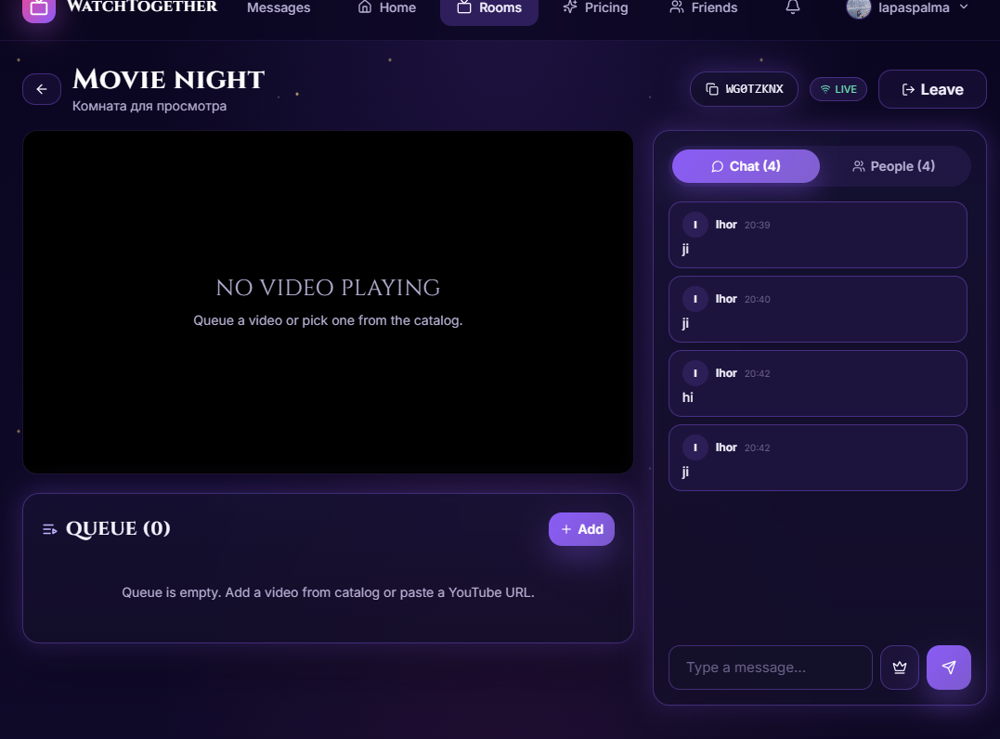 WATCHTOGETHER
Messages
Home
Rooms
Pricing
Friends
lapaspalma
MOVIE NIGHT
Комната для просмотра
WG0TZKNX
LIVE
Leave
NO VIDEO PLAYING
Queue a video or pick one from the catalog.
QUEUE (0)
Add
Queue is empty. Add a video from catalog or paste a YouTube URL.
Chat (4)
People (4)
I Ihor 20:39
ji
I Ihor 20:40
ji
I Ihor 20:42
hi
I Ihor 20:42
ji
Type a message...